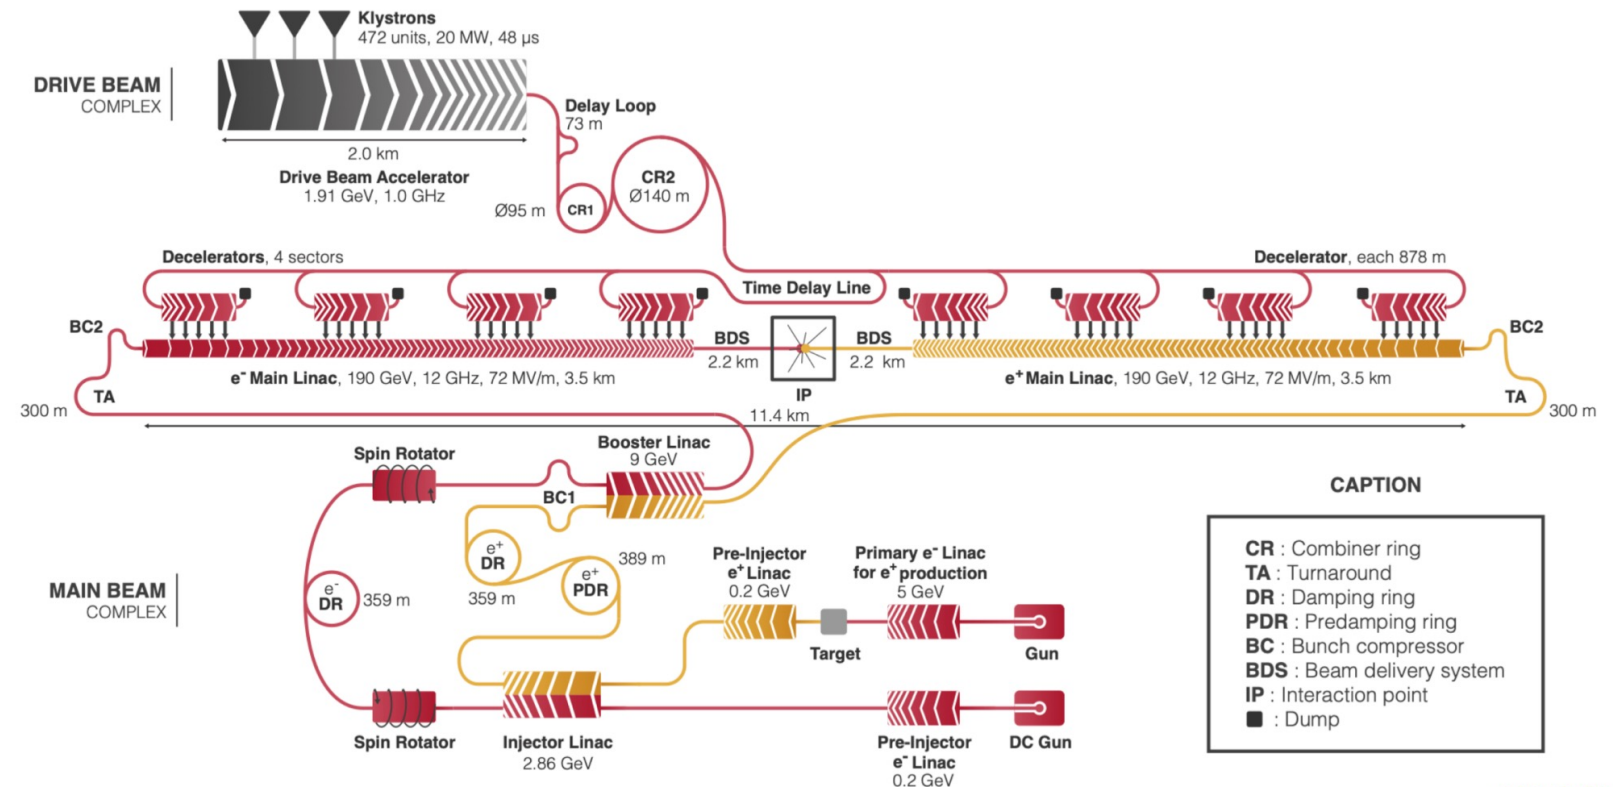 Klystrons
472 units, 20 MW, 48 µs
DRIVE BEAM
COMPLEX
2.0 km
Drive Beam Accelerator
1.91 GeV, 1.0 GHz
Delay Loop
73 m
CR2
Ø140 m
Ø95 m
CR1
Decelerators, 4 sectors
Decelerator, each 878 m
Time Delay Line
BC2
BDS
2.2 km
BDS
2.2 km
BC2
e⁻ Main Linac, 190 GeV, 12 GHz, 72 MV/m, 3.5 km
IP
e⁺ Main Linac, 190 GeV, 12 GHz, 72 MV/m, 3.5 km
TA
300 m
TA
300 m
11.4 km
Spin Rotator
Booster Linac
9 GeV
BC1
e⁺
DR
359 m
e⁺
PDR
389 m
MAIN BEAM
COMPLEX
e⁻
DR
359 m
Pre-Injector
e⁺ Linac
0.2 GeV
Primary e⁻ Linac
for e⁺ production
5 GeV
Target
Gun
Spin Rotator
Injector Linac
2.86 GeV
Pre-Injector
e⁻ Linac
0.2 GeV
DC Gun
CAPTION
CR : Combiner ring
TA : Turnaround
DR : Damping ring
PDR : Predamping ring
BC : Bunch compressor
BDS : Beam delivery system
IP : Interaction point
: Dump